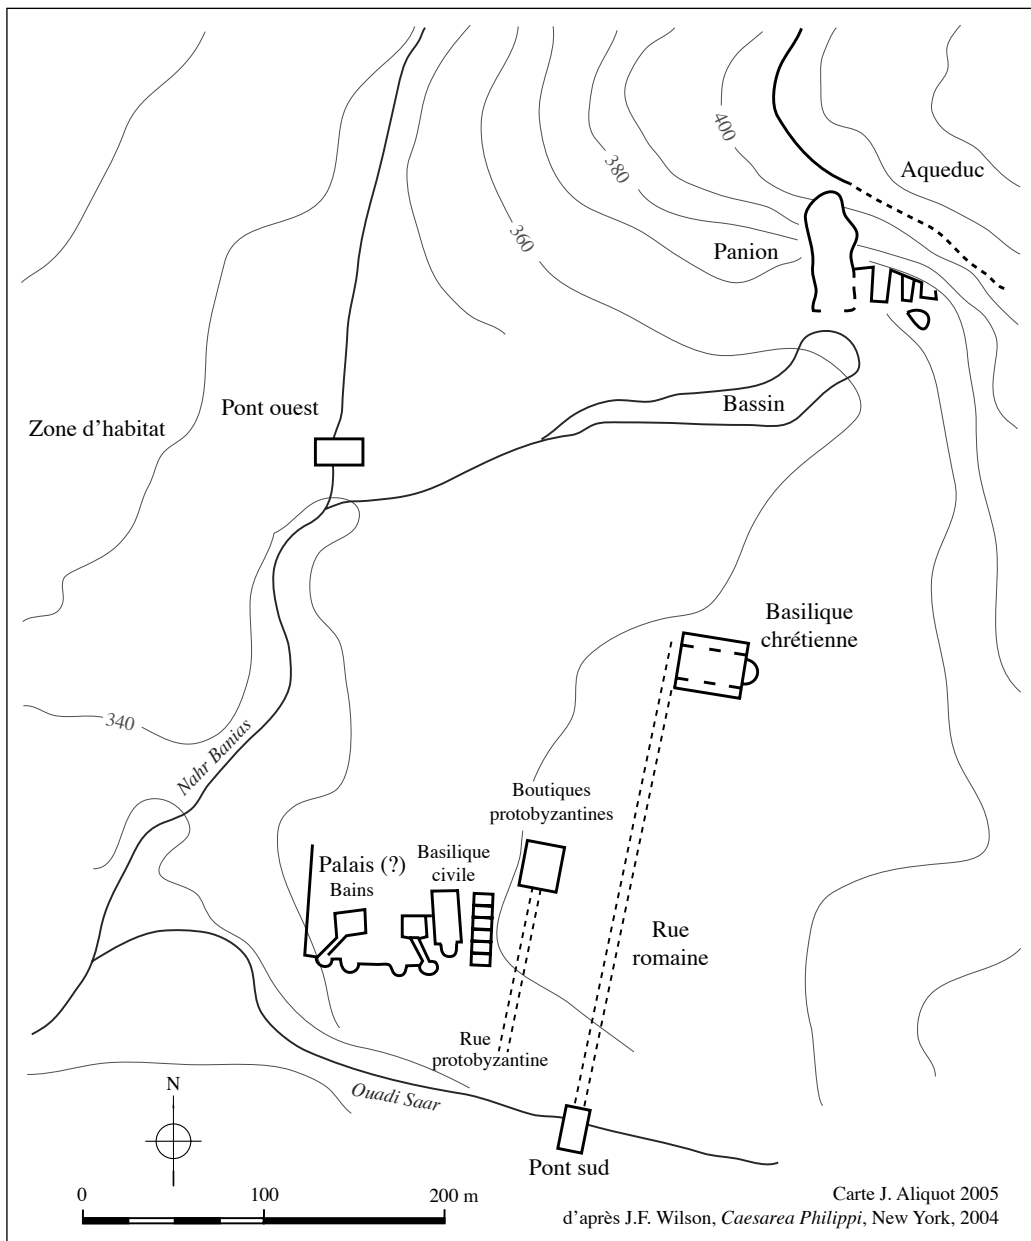 400
Aqueduc
380
360
Panion
Pont ouest
Bassin
Zone d'habitat
Basilique
chrétienne
340
Nahr Banias
Boutiques
protobyzantines
Palais (?)
Bains
Basilique
civile
Rue
romaine
Rue
protobyzantine
Ouadi Saar
N
Pont sud
0
100
200 m
Carte J. Aliquot 2005
d'après J.F. Wilson, Caesarea Philippi, New York, 2004